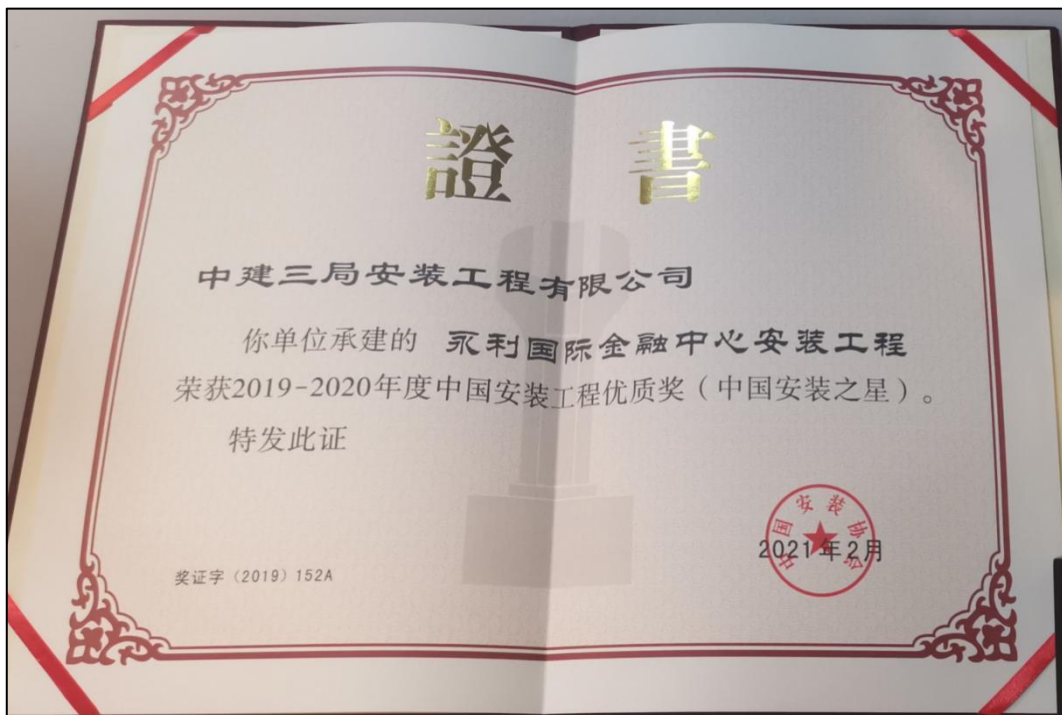 證 書
中建三局安装工程有限公司
你单位承建的 永利国际金融中心安装工程
荣获2019-2020年度中国安装工程优质奖（中国安装之星）。
特发此证
中国安装协会
2021年2月
奖证字（2019）152A